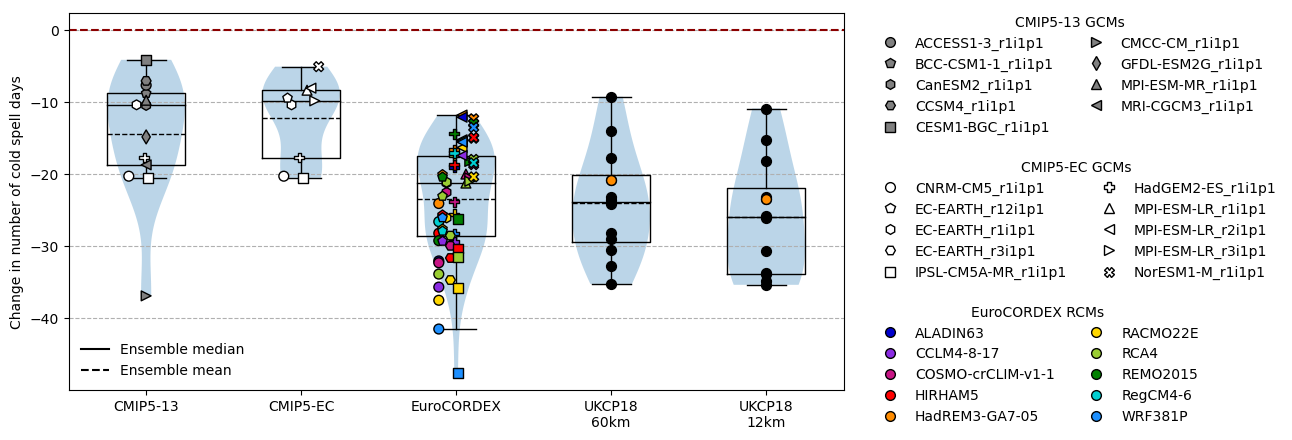 Change in number of cold spell days
0
−10
−20
−30
−40
Ensemble median
Ensemble mean
CMIP5-13
CMIP5-EC
EuroCORDEX
UKCP18
60km
UKCP18
12km
CMIP5-13 GCMs
ACCESS1-3_r1i1p1
BCC-CSM1-1_r1i1p1
CanESM2_r1i1p1
CCSM4_r1i1p1
CESM1-BGC_r1i1p1
CMCC-CM_r1i1p1
GFDL-ESM2G_r1i1p1
MPI-ESM-MR_r1i1p1
MRI-CGCM3_r1i1p1
CMIP5-EC GCMs
CNRM-CM5_r1i1p1
EC-EARTH_r12i1p1
EC-EARTH_r1i1p1
EC-EARTH_r3i1p1
IPSL-CM5A-MR_r1i1p1
HadGEM2-ES_r1i1p1
MPI-ESM-LR_r1i1p1
MPI-ESM-LR_r2i1p1
MPI-ESM-LR_r3i1p1
NorESM1-M_r1i1p1
EuroCORDEX RCMs
ALADIN63
CCLM4-8-17
COSMO-crCLIM-v1-1
HIRHAM5
HadREM3-GA7-05
RACMO22E
RCA4
REMO2015
RegCM4-6
WRF381P